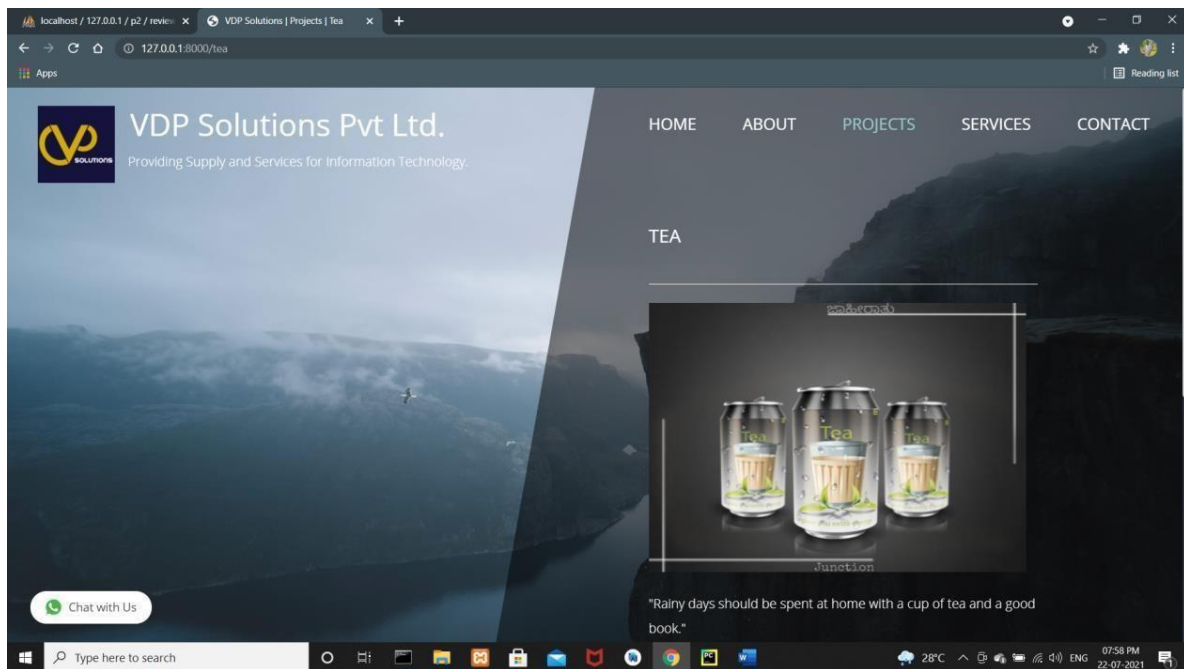 localhost / 127.0.0.1 / p2 / review
VDP Solutions | Projects | Tea
127.0.0.1:8000/tea
Apps
Reading list
SOLUTIONS
VDP Solutions Pvt Ltd.
Providing Supply and Services for Information Technology.
HOME ABOUT PROJECTS SERVICES CONTACT
TEA
ಜಾಹೀರಾತು
Tea Tea Tea
Junction
"Rainy days should be spent at home with a cup of tea and a good
book."
Chat with Us
Type here to search
PC
W
28°C
ENG
07:58 PM
22-07-2021